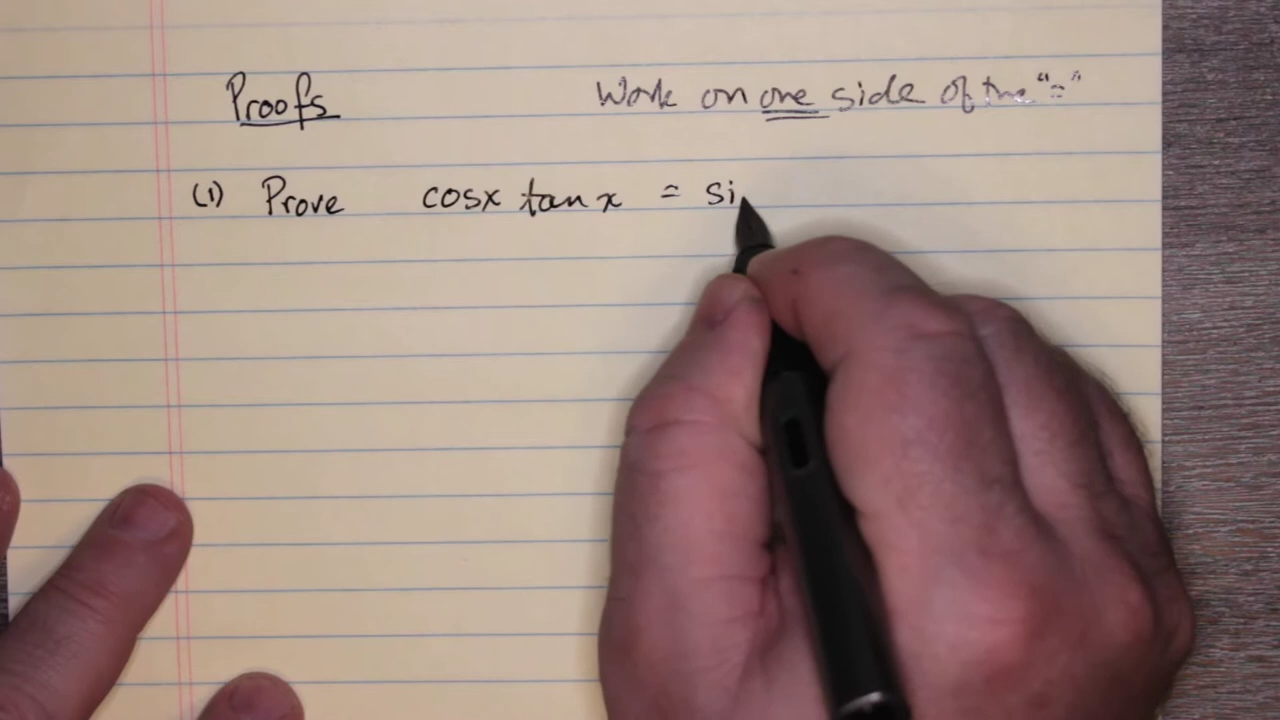 Proofs
Work on one side of the "="
(1) Prove cosx tan x = si